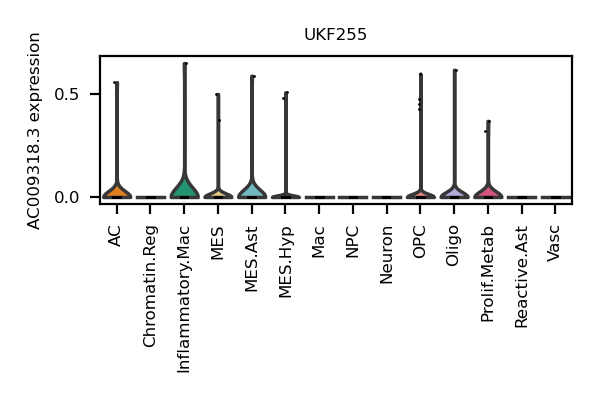 UKF255
AC009318.3 expression
0.5
0.0
AC
Chromatin.Reg
Inflammatory.Mac
MES
MES.Ast
MES.Hyp
Mac
NPC
Neuron
OPC
Oligo
Prolif.Metab
Reactive.Ast
Vasc